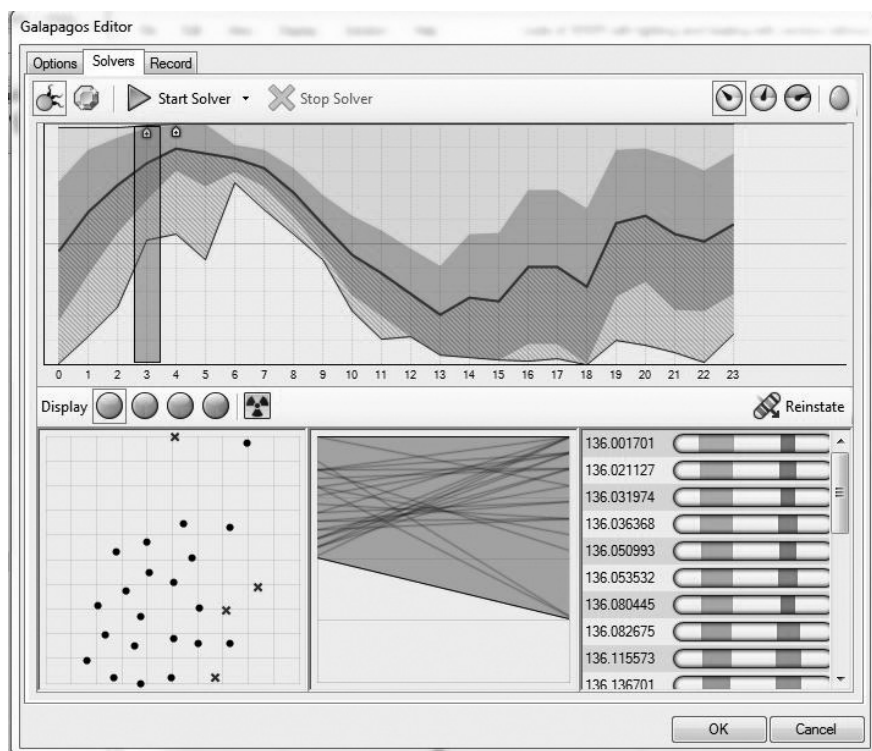 Galapagos Editor
Options Solvers Record
Start Solver Stop Solver
0 1 2 3 4 5 6 7 8 9 10 11 12 13 14 15 16 17 18 19 20 21 22 23
Display Reinstate
136.001701
136.021127
136.031974
136.036368
136.050993
136.053532
136.080445
136.082675
136.115573
136.136701
OK Cancel